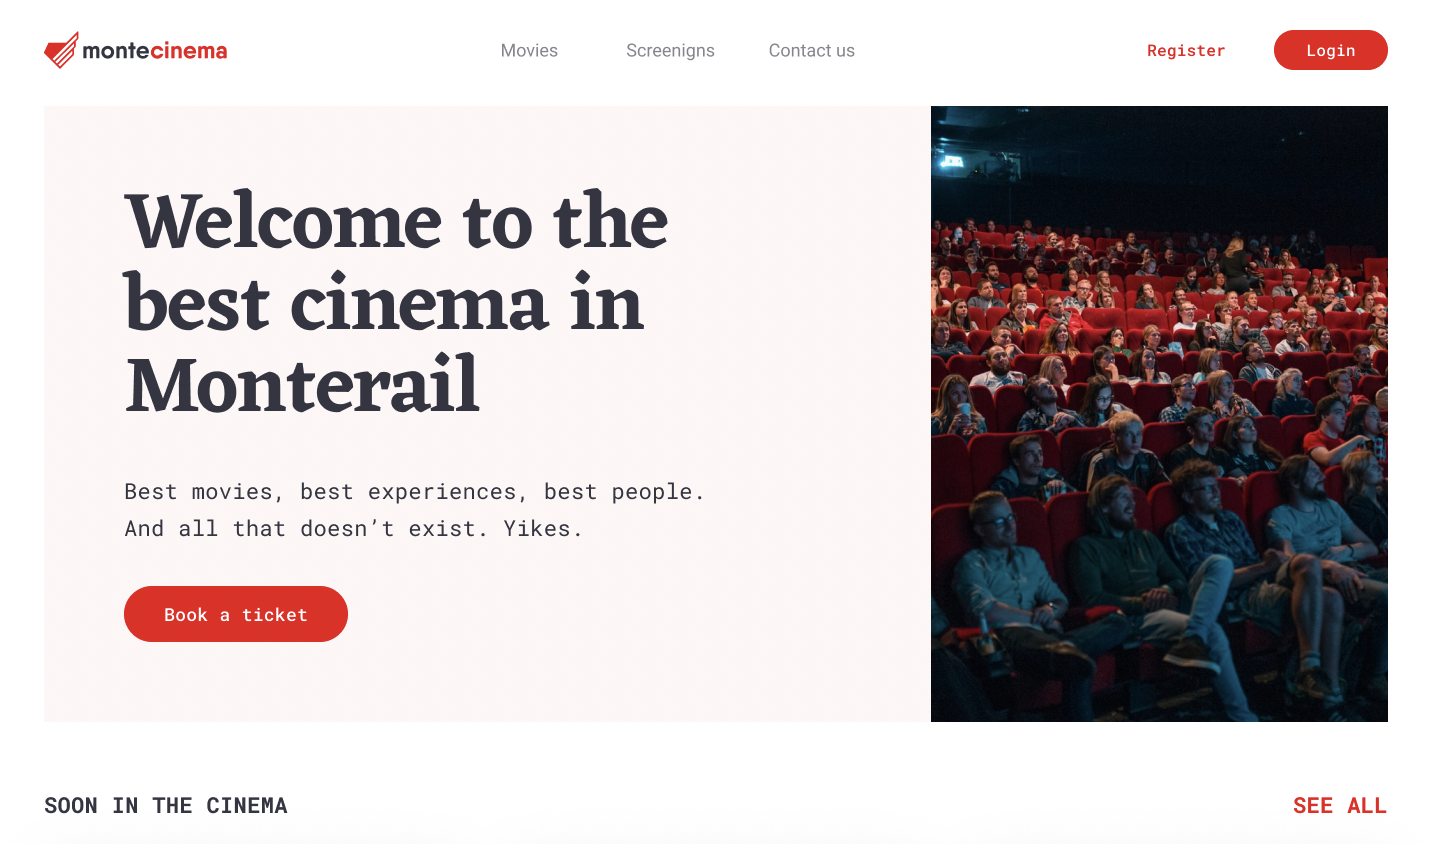 montecinema
Movies
Screenigns
Contact us
Register
Login
Welcome to the
best cinema in
Monterail
Best movies, best experiences, best people.
And all that doesn’t exist. Yikes.
Book a ticket
SOON IN THE CINEMA
SEE ALL